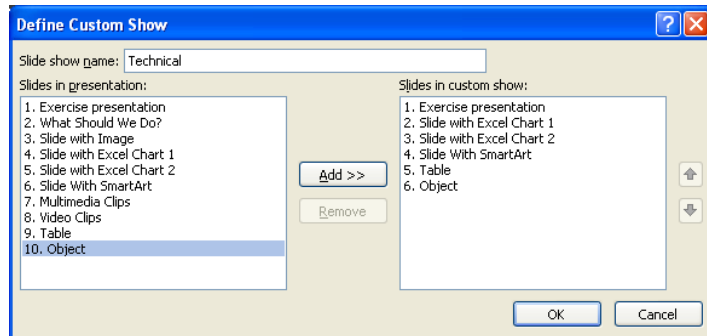 Define Custom Show
Slide show name: Technical
Slides in presentation:
1. Exercise presentation
2. What Should We Do?
3. Slide with Image
4. Slide with Excel Chart 1
5. Slide with Excel Chart 2
6. Slide With SmartArt
7. Multimedia Clips
8. Video Clips
9. Table
10. Object
Add >>
Remove
Slides in custom show:
1. Exercise presentation
2. Slide with Excel Chart 1
3. Slide with Excel Chart 2
4. Slide With SmartArt
5. Table
6. Object
OK
Cancel